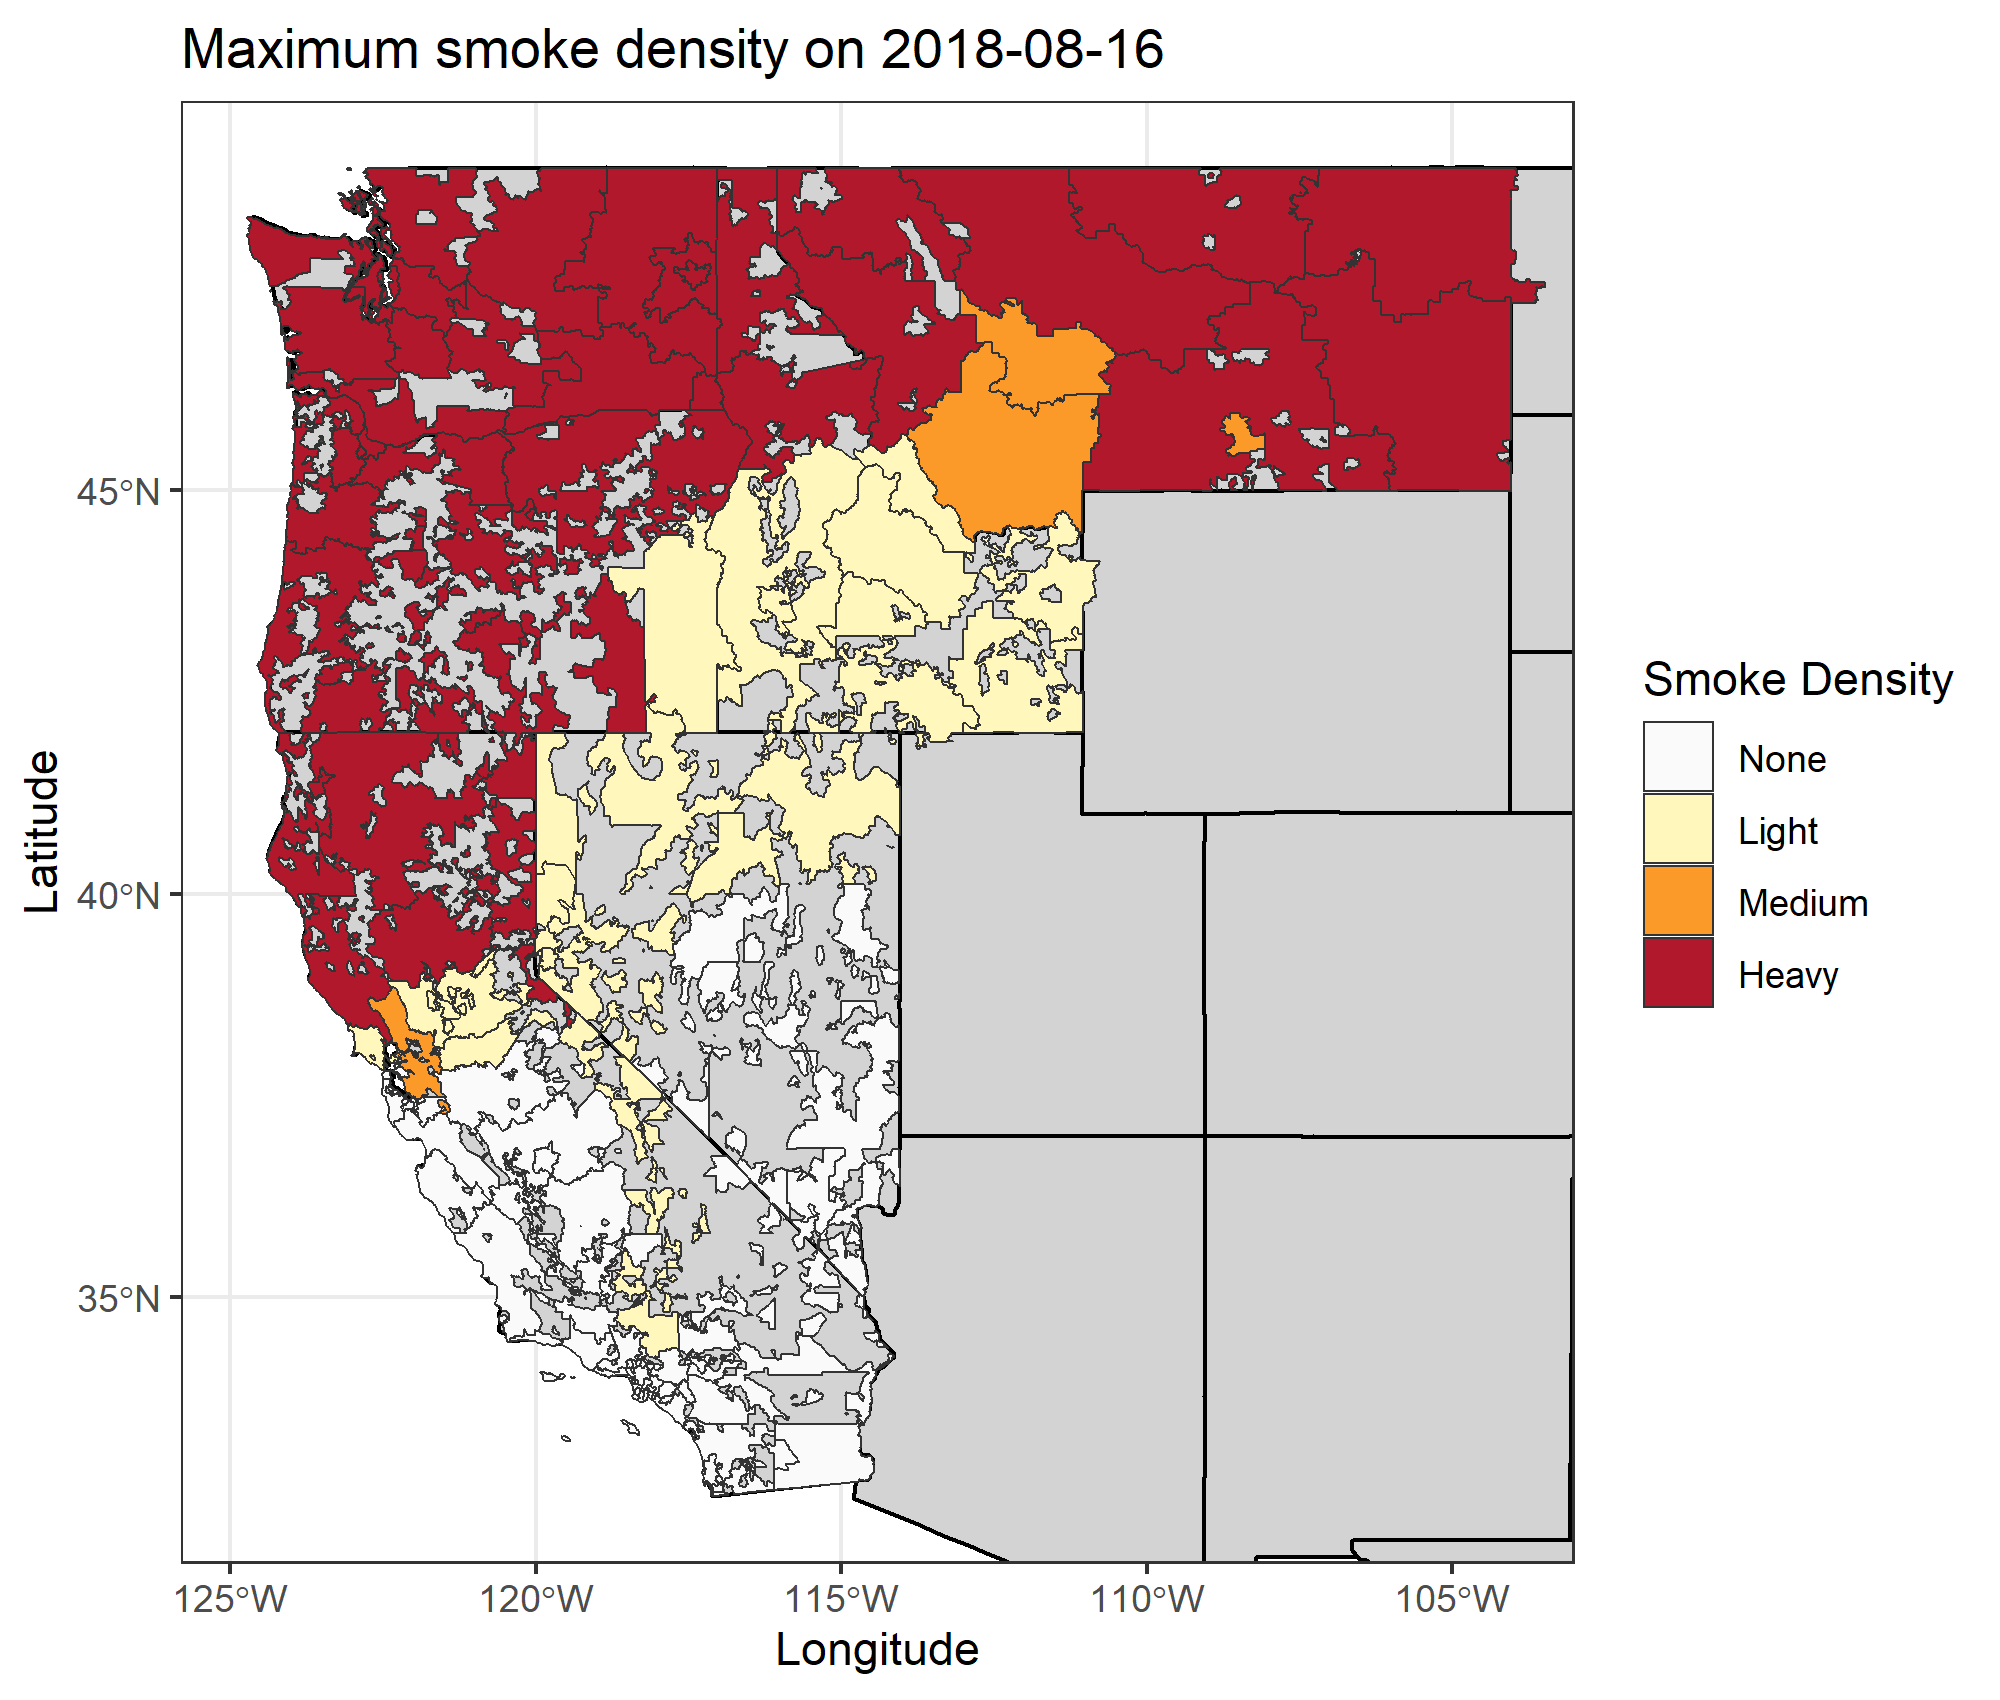 Maximum smoke density on 2018-08-16
45°N
40°N
35°N
Latitude
125°W
120°W
115°W
110°W
105°W
Longitude
Smoke Density
None
Light
Medium
Heavy